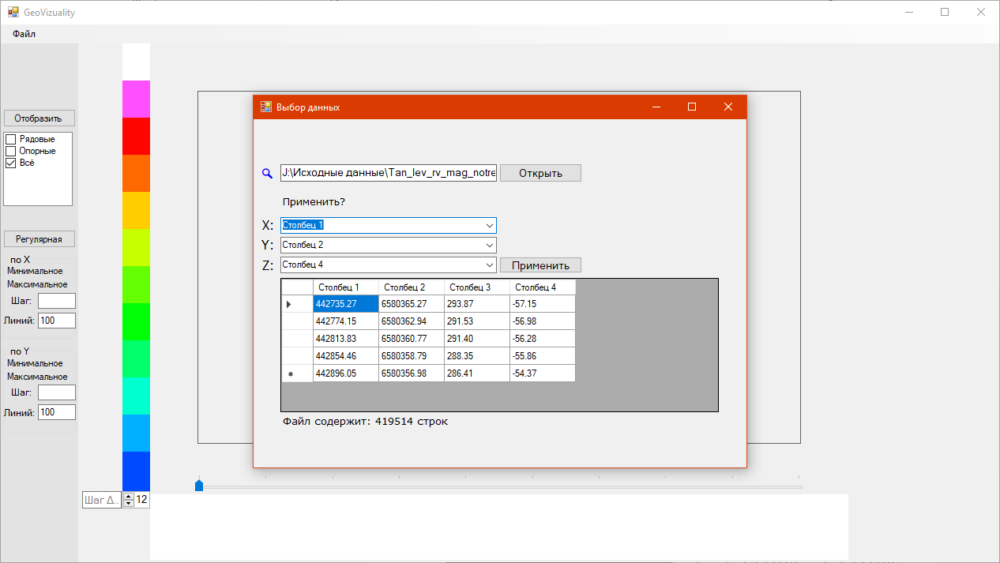 GeoVizuality
Файл
Отобразить
Рядовые
Опорные
Всё
Регулярная
по X
Минимальное
Максимальное
Шаг:
Линий: 100
по Y
Минимальное
Максимальное
Шаг:
Линий: 100
Шаг Δ.. 12
Выбор данных
J:\Исходные данные\Tan_lev_rv_mag_notre Открыть
Применить?
X: Столбец 1
Y: Столбец 2
Z: Столбец 4 Применить
Столбец 1 Столбец 2 Столбец 3 Столбец 4
442735.27 6580365.27 293.87 -57.15
442774.15 6580362.94 291.53 -56.98
442813.83 6580360.77 291.40 -56.28
442854.46 6580358.79 288.35 -55.86
442896.05 6580356.98 286.41 -54.37
Файл содержит: 419514 строк